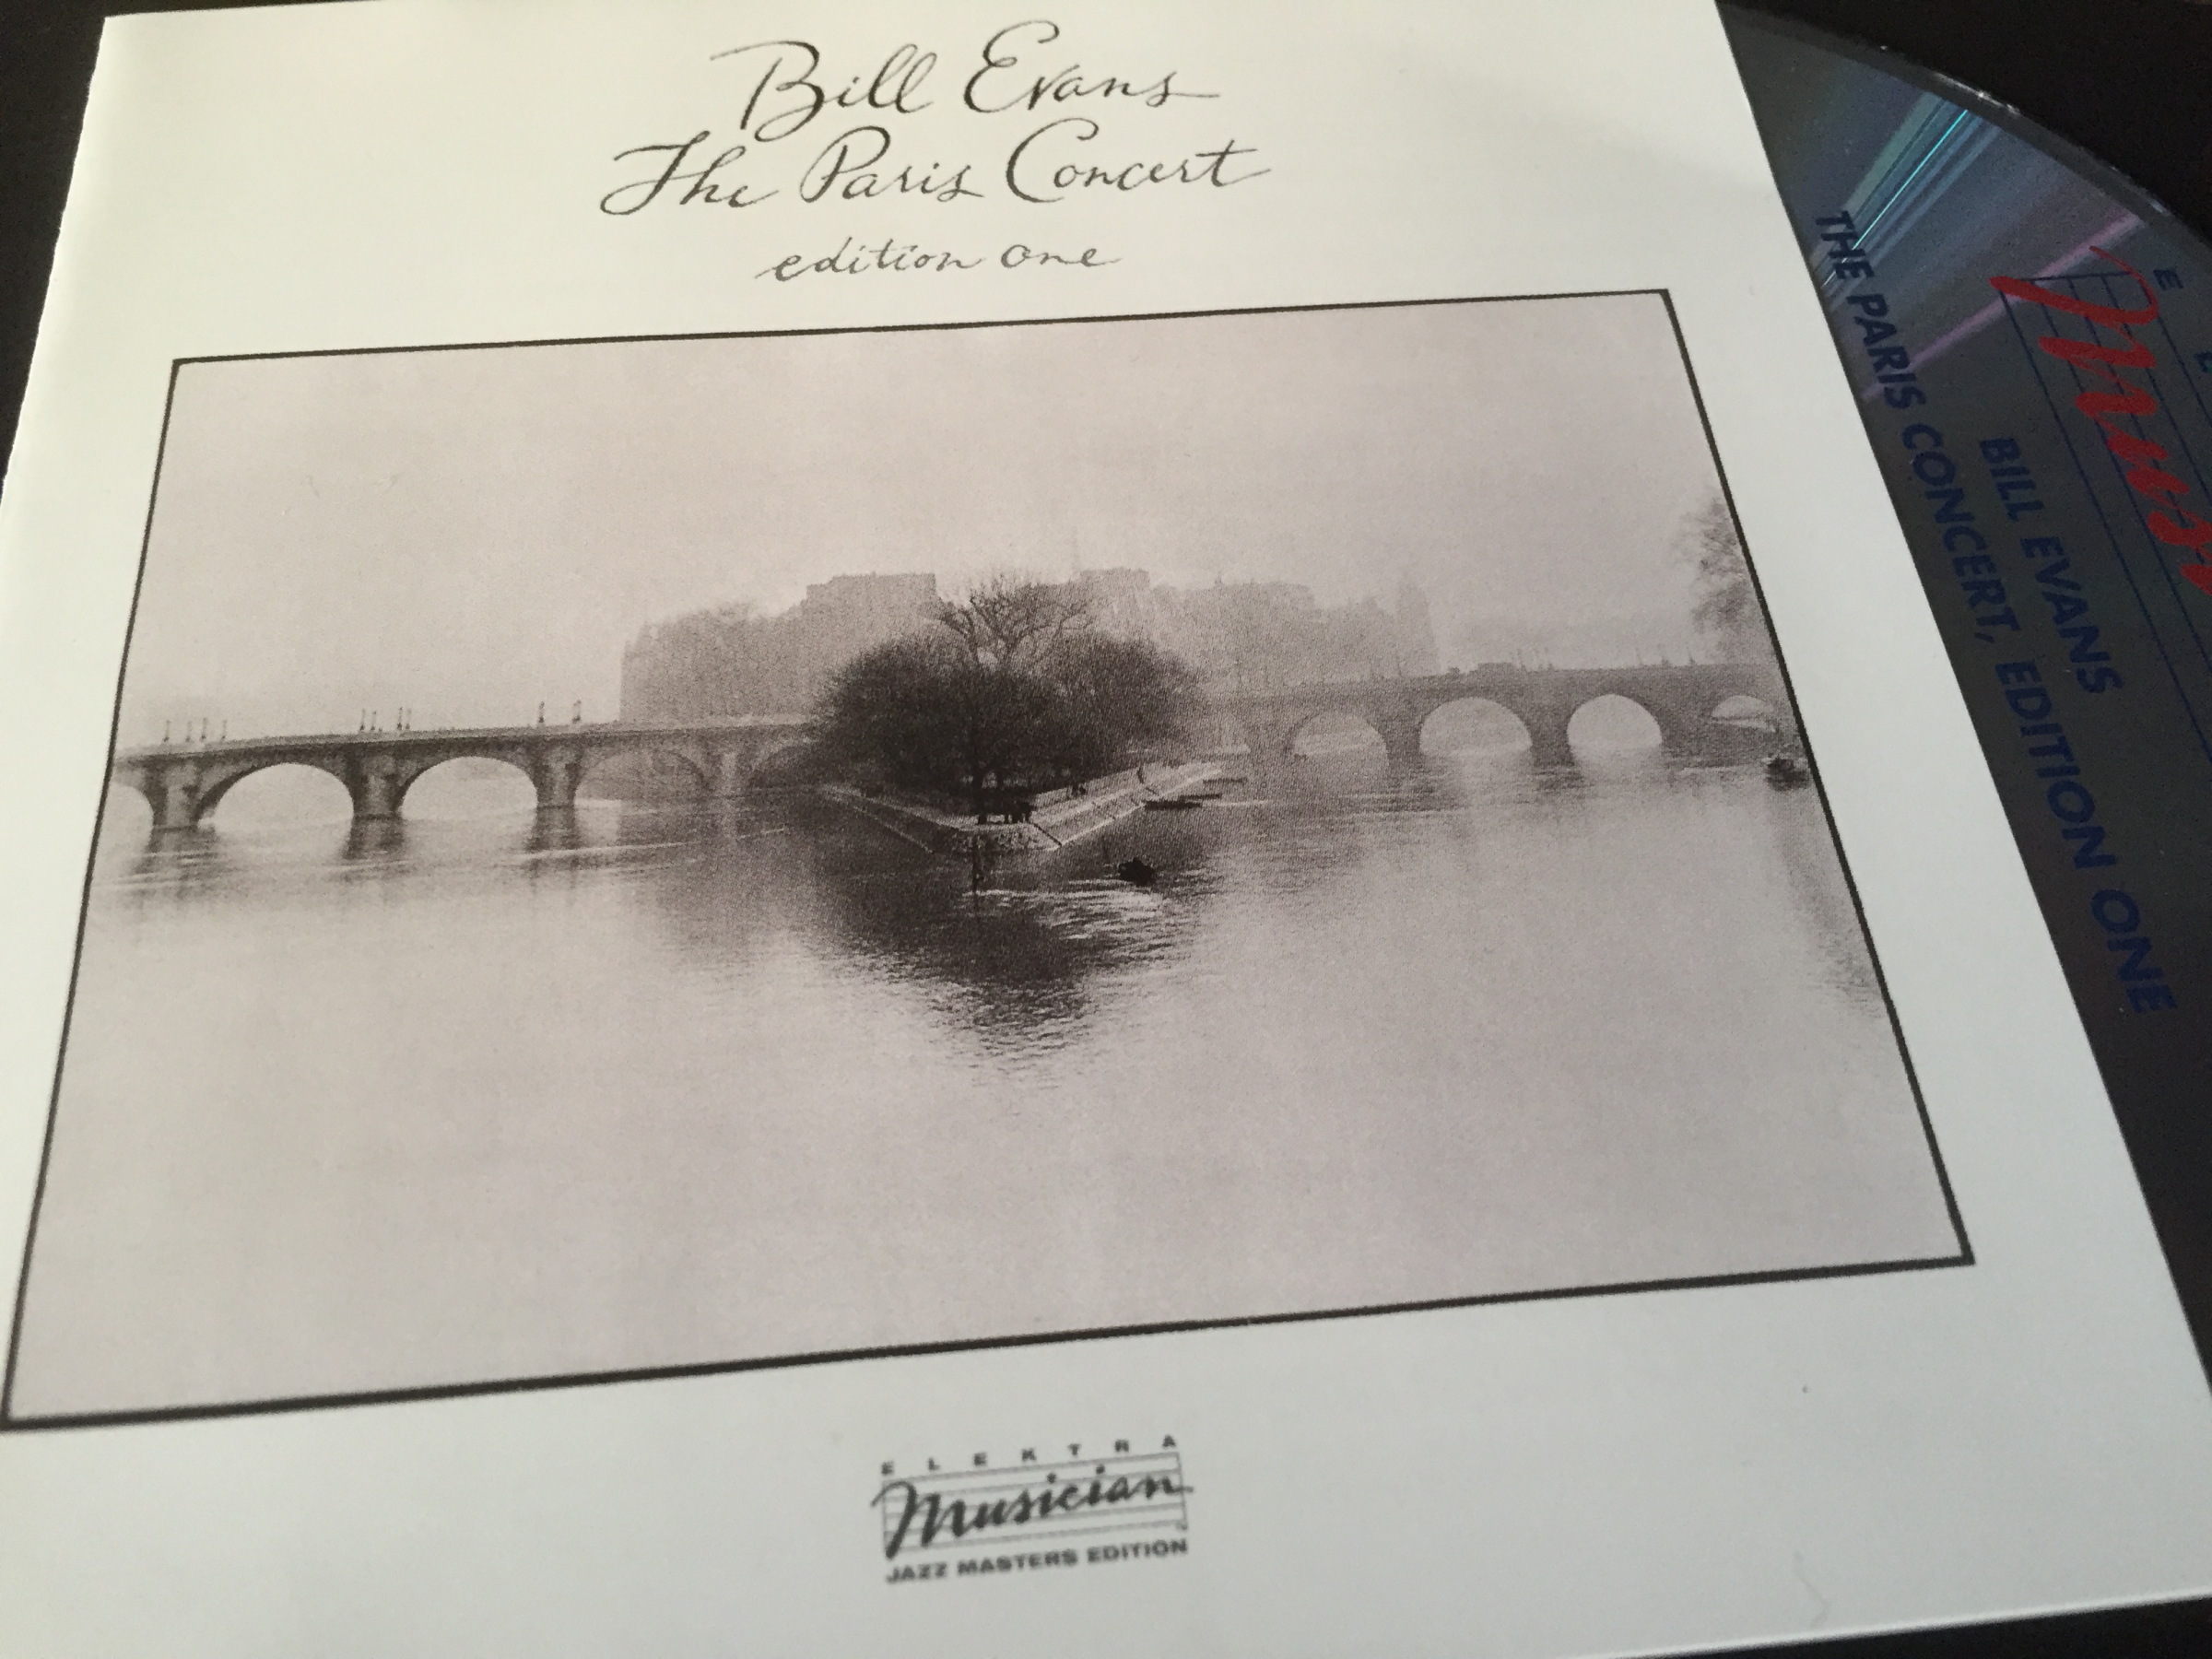 Bill Evans
The Paris Concert
edition one
ELEKTRA
Musician
JAZZ MASTERS EDITION
BILL EVANS
THE PARIS CONCERT, EDITION ONE